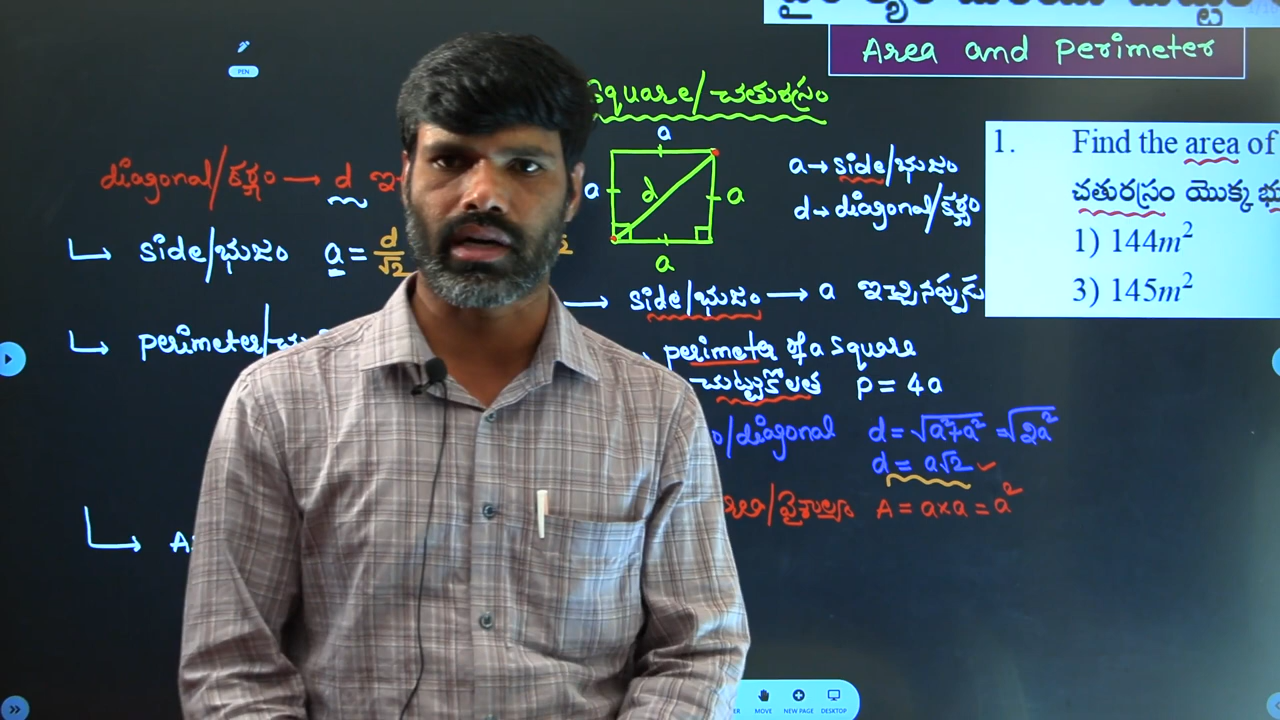 Area and perimeter
Square/చతురస్రం
a
a
d
a
a
a→ side/భుజం
d→ diagonal/కర్ణం
diagonal/కర్ణం → d
side/భుజం a = d/√2
side/భుజం → a ఇచ్చినప్పుడు
perimeter
perimeter of a square
చుట్టుకొలత P = 4a
/diagonal d = √a²+a² = √2a²
d = a√2 ✓
/వైశాల్యం A = a×a = a²
A
1. Find the area of
చతురస్రం యొక్క
1) 144m²
3) 145m²
PEN
MOVE
NEW PAGE
DESKTOP